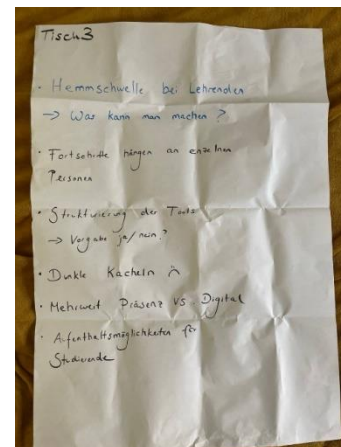 Tisch 3
• Hemmschwelle bei Lehrenden
→ Was kann man machen?
• Fortschritte hängen an einzelnen
Personen
• Strukturierung der Tools
→ Vorgabe ja/nein?
• Dunkle Kacheln
• Mehrwert Präsenz VS. Digital
• Aufenthaltsmöglichkeiten für
Studierende